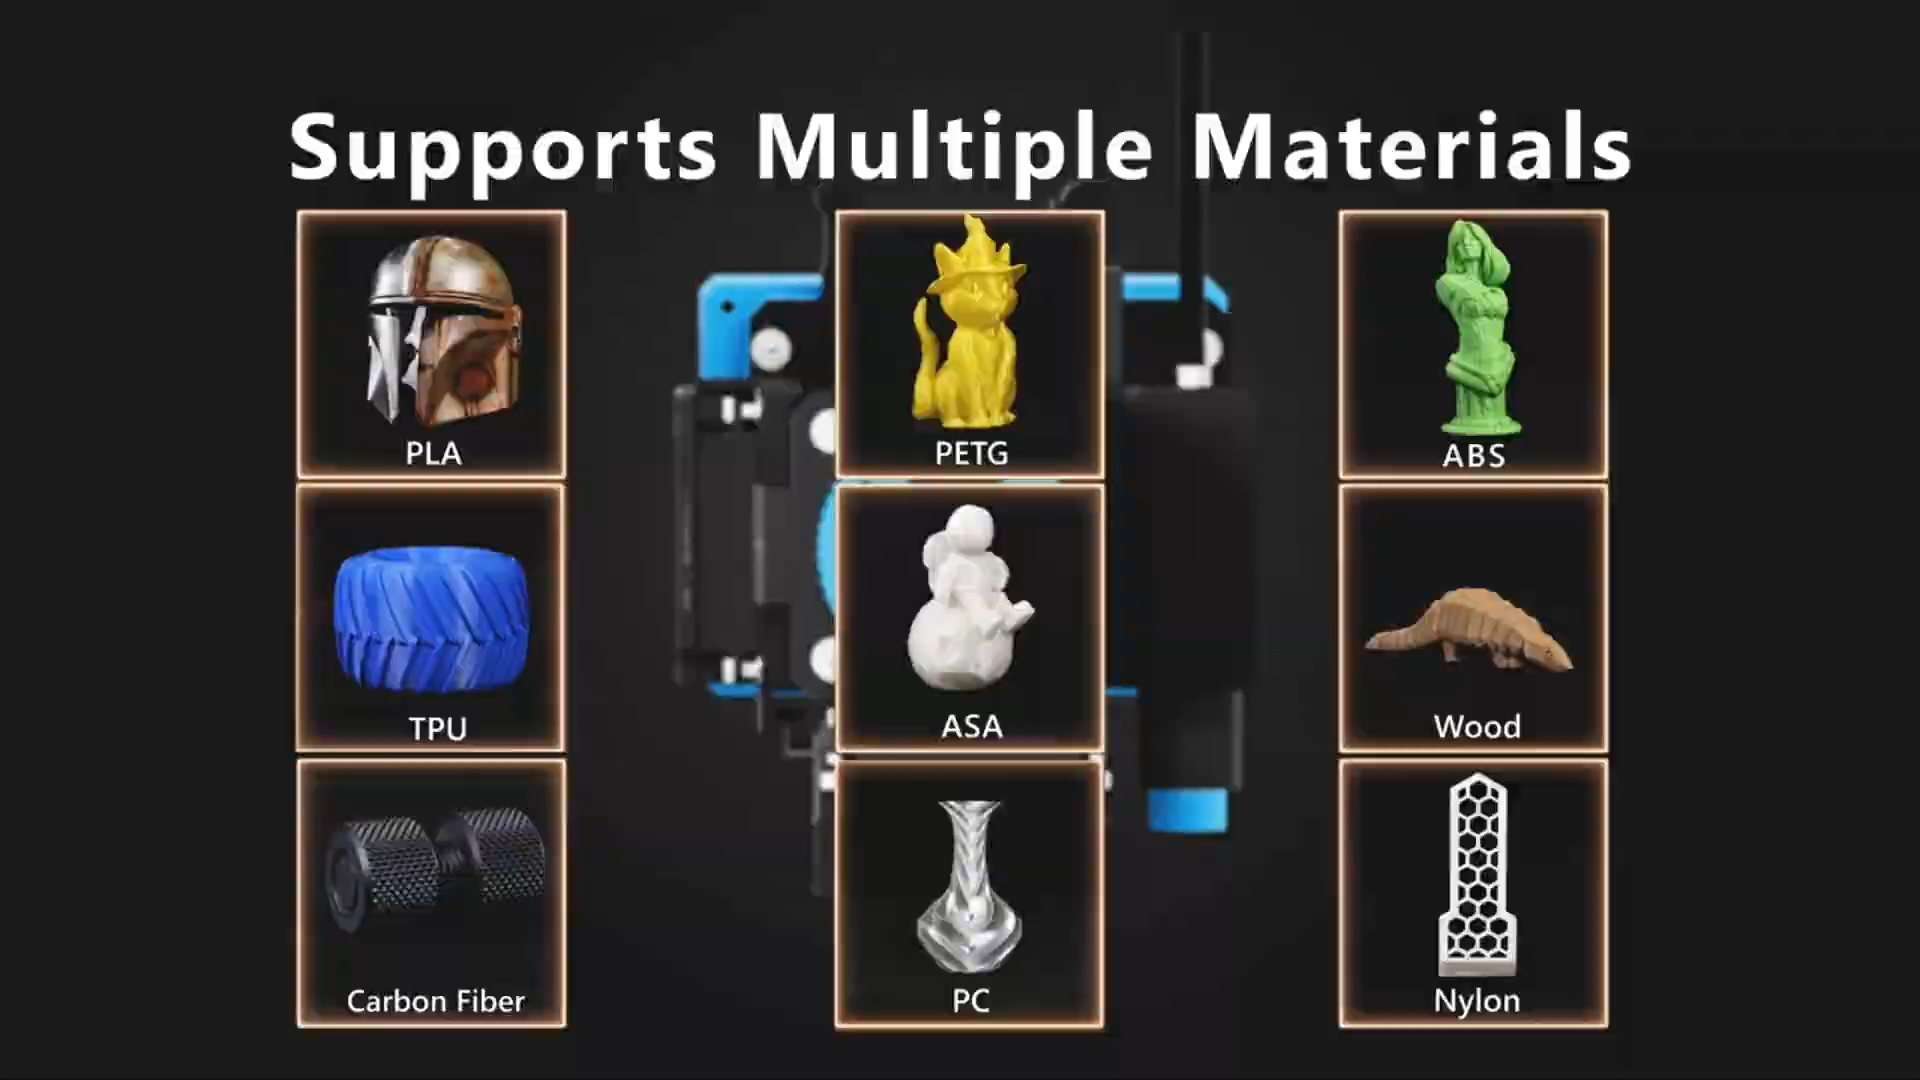 Supports Multiple Materials
PLA
PETG
ABS
TPU
ASA
Wood
Carbon Fiber
PC
Nylon